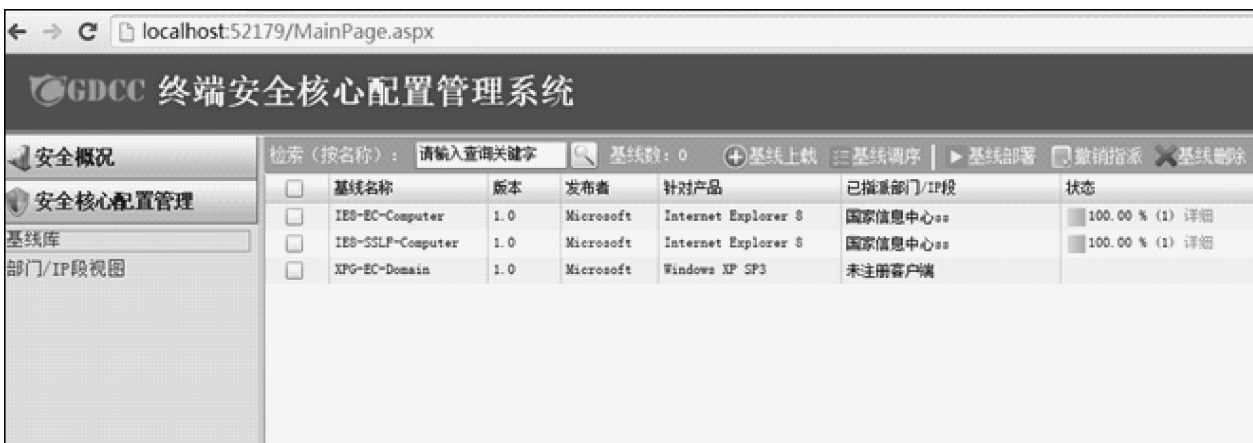 localhost:52179/MainPage.aspx
GDCC 终端安全核心配置管理系统
安全概况
检索（按名称）： 请输入查询关键字 基线数：0 基线上载 基线调序 基线部署 撤销指派 基线删除
安全核心配置管理
基线库
部门/IP段视图
基线名称 版本 发布者 针对产品 已指派部门/IP段 状态
IE8-EC-Computer 1.0 Microsoft Internet Explorer 8 国家信息中心ss 100.00 % (1) 详细
IE8-SSLF-Computer 1.0 Microsoft Internet Explorer 8 国家信息中心ss 100.00 % (1) 详细
XPG-EC-Domain 1.0 Microsoft Windows XP SP3 未注册客户端